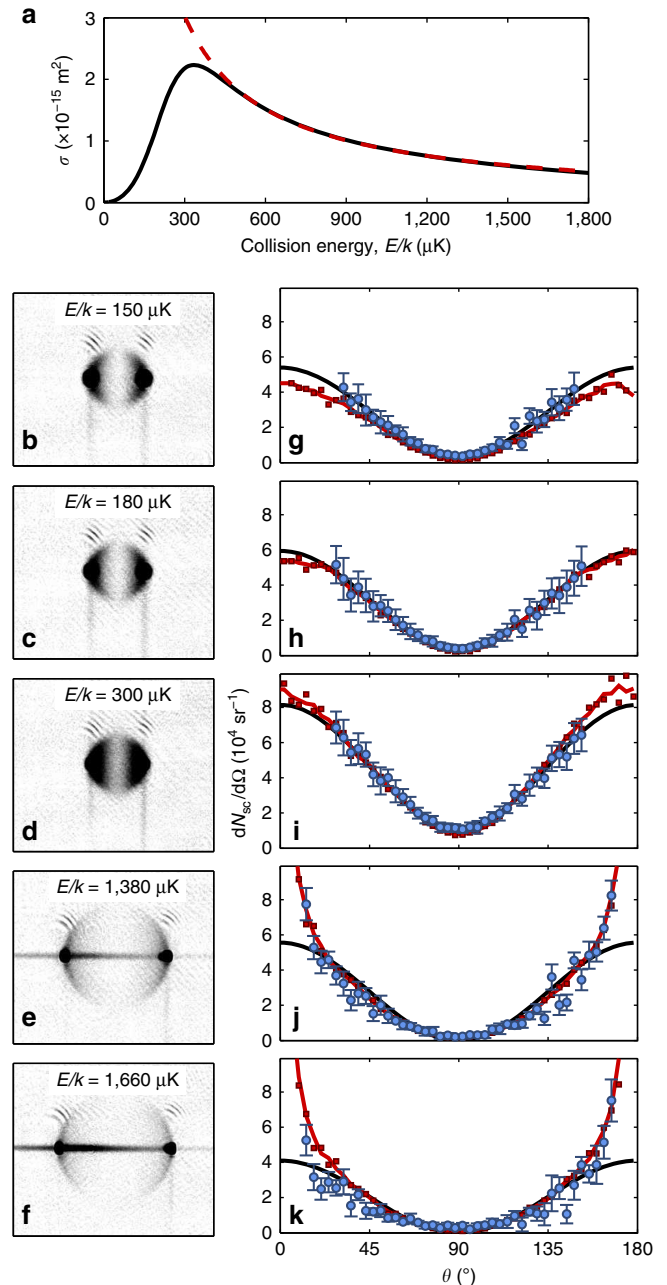 a
3
2
1
0
σ (×10⁻¹⁵ m²)
0 300 600 900 1,200 1,500 1,800
Collision energy, E/k (μK)
E/k = 150 μK
b
8
6
4
2
0
g
E/k = 180 μK
c
8
6
4
2
0
h
E/k = 300 μK
d
8
6
4
2
0
dN_sc/dΩ (10⁴ sr⁻¹)
i
E/k = 1,380 μK
e
8
6
4
2
0
j
E/k = 1,660 μK
f
8
6
4
2
0
k
0 45 90 135 180
θ (°)